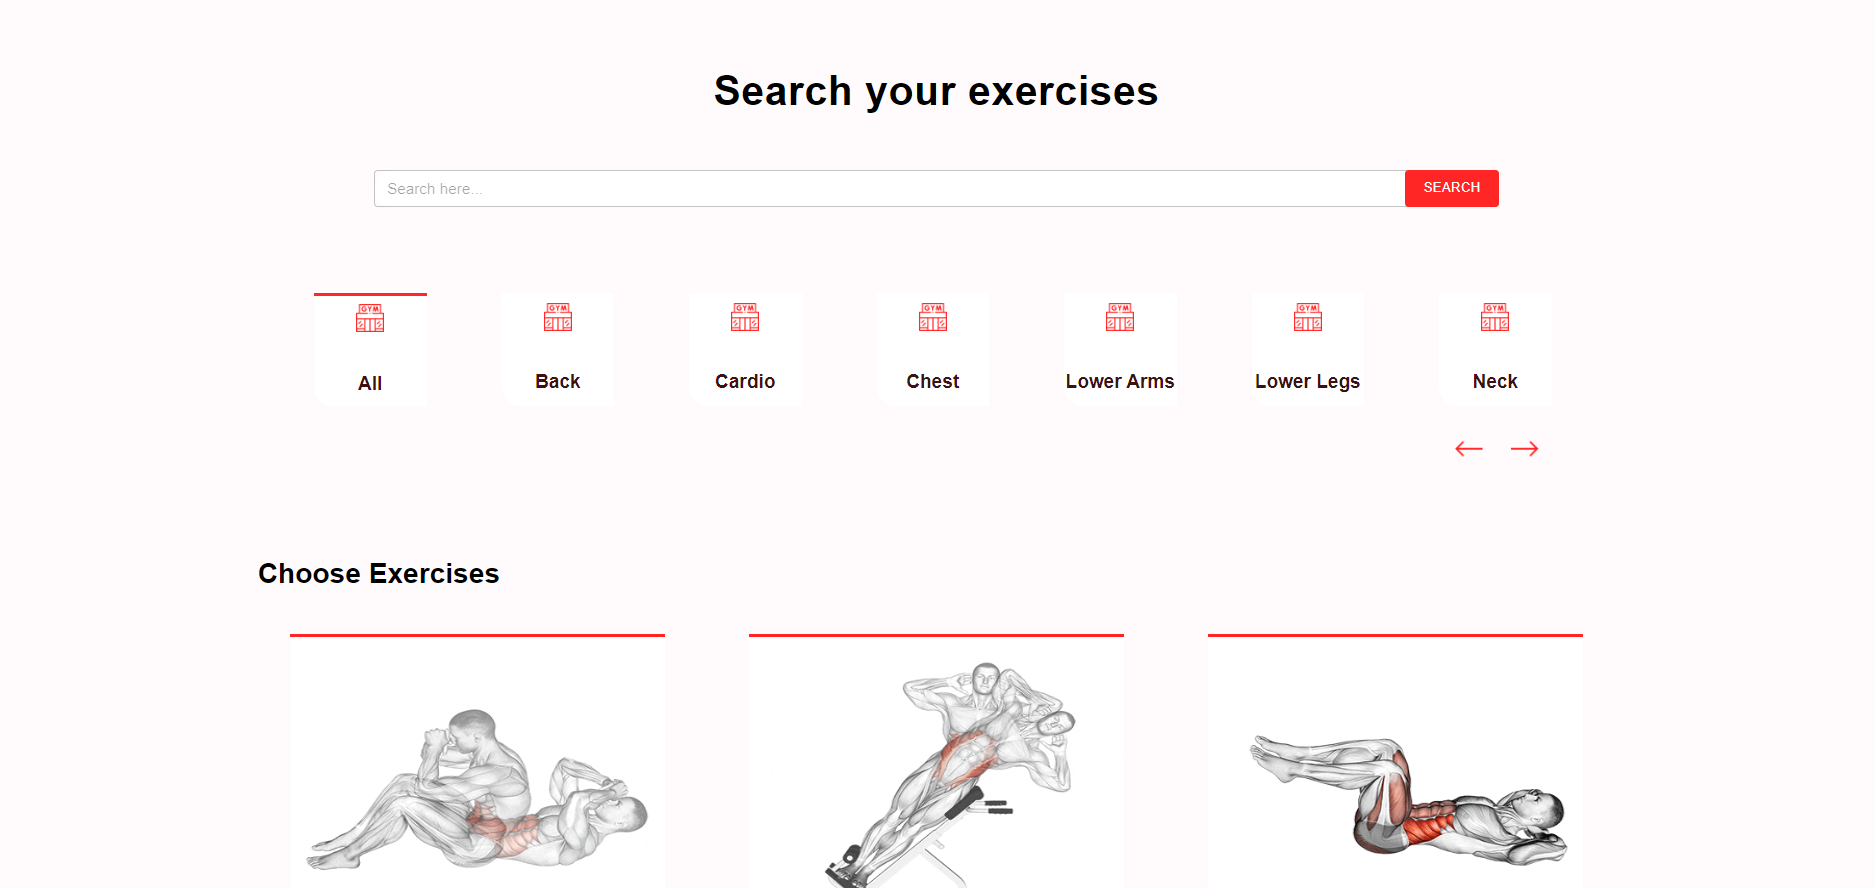 Search your exercises
Search here...
SEARCH
GYM GYM GYM GYM GYM GYM GYM
All Back Cardio Chest Lower Arms Lower Legs Neck
Choose Exercises